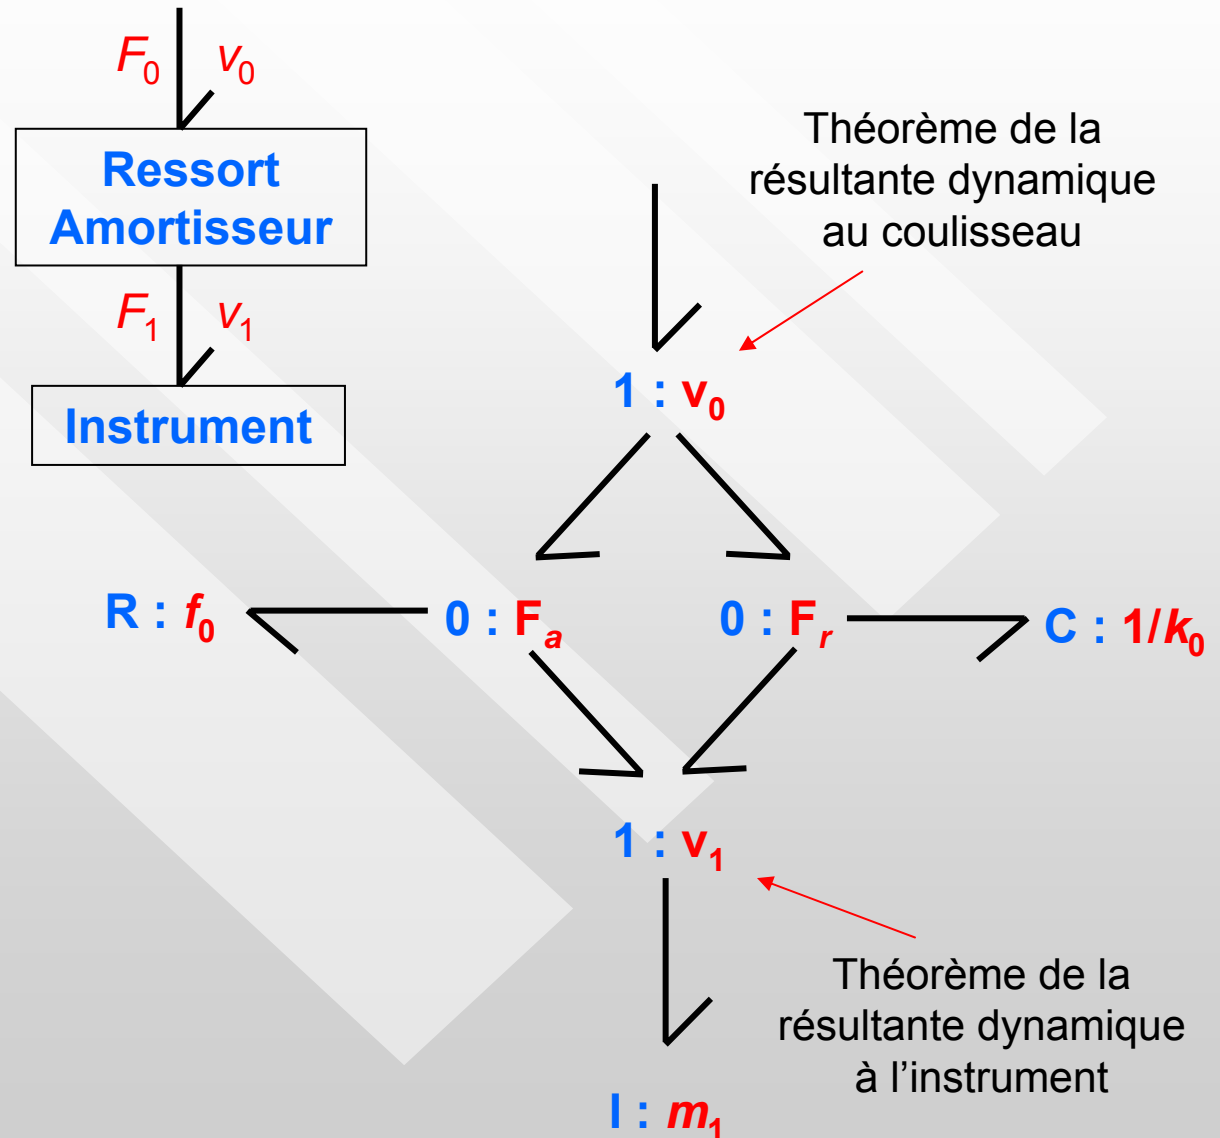 F₀ v₀
Ressort
Amortisseur
F₁ v₁
Instrument
Théorème de la
résultante dynamique
au coulisseau
1 : v₀
R : f₀
0 : Fₐ
0 : Fᵣ
C : 1/k₀
1 : v₁
Théorème de la
résultante dynamique
à l’instrument
I : m₁